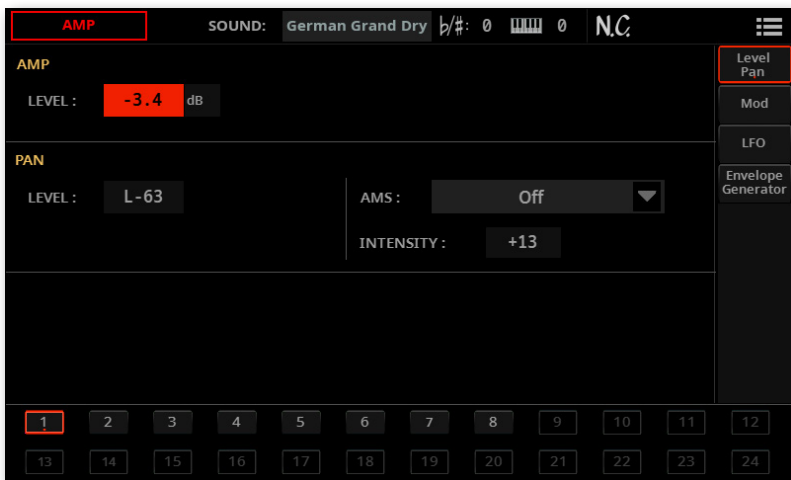 AMP SOUND: German Grand Dry ♭/#: 0 0 N.C.
AMP
LEVEL : -3.4 dB
PAN
LEVEL : L-63 AMS : Off
INTENSITY : +13
Level
Pan
Mod
LFO
Envelope
Generator
1 2 3 4 5 6 7 8 9 10 11 12
13 14 15 16 17 18 19 20 21 22 23 24